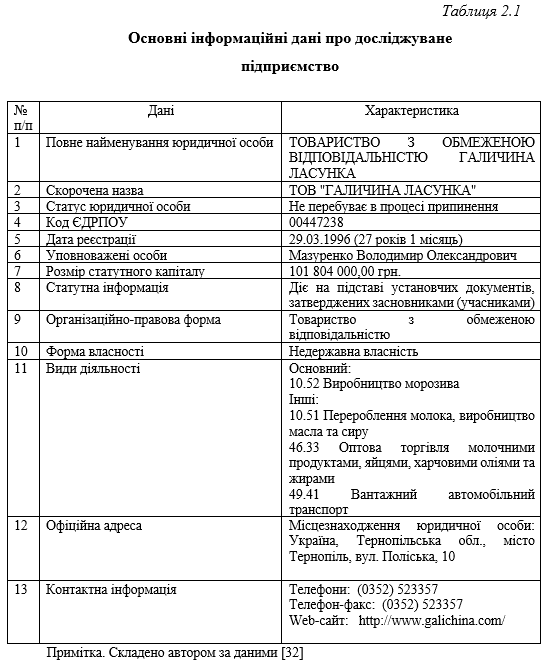 Таблиця 2.1
Основні інформаційні дані про досліджуване
підприємство
№ Дані Характеристика
п/п
1 Повне найменування юридичної особи ТОВАРИСТВО З ОБМЕЖЕНОЮ
ВІДПОВІДАЛЬНІСТЮ ГАЛИЧИНА
ЛАСУНКА
2 Скорочена назва ТОВ "ГАЛИЧИНА ЛАСУНКА"
3 Статус юридичної особи Не перебуває в процесі припинення
4 Код ЄДРПОУ 00447238
5 Дата реєстрації 29.03.1996 (27 років 1 місяць)
6 Уповноважені особи Мазуренко Володимир Олександрович
7 Розмір статутного капіталу 101 804 000,00 грн.
8 Статутна інформація Діє на підставі установчих документів,
затверджених засновниками (учасниками)
9 Організаційно-правова форма Товариство з обмеженою
відповідальністю
10 Форма власності Недержавна власність
11 Види діяльності Основний:
10.52 Виробництво морозива
Інші:
10.51 Перероблення молока, виробництво
масла та сиру
46.33 Оптова торгівля молочними
продуктами, яйцями, харчовими оліями та
жирами
49.41 Вантажний автомобільний
транспорт
12 Офіційна адреса Місцезнаходження юридичної особи:
Україна, Тернопільська обл., місто
Тернопіль, вул. Поліська, 10
13 Контактна інформація Телефони: (0352) 523357
Телефон-факс: (0352) 523357
Web-сайт: http://www.galichina.com/
Примітка. Складено автором за даними [32]